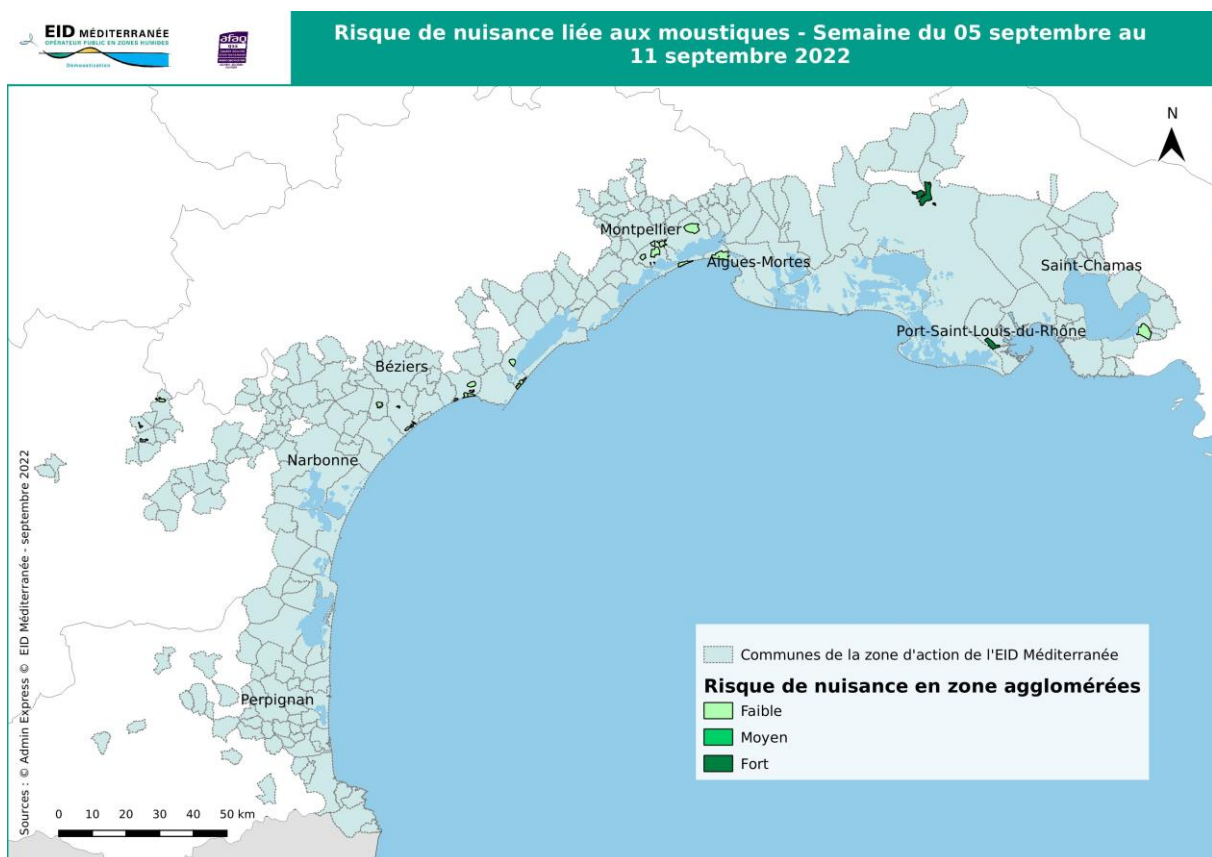 EID MÉDITERRANÉE
OPÉRATEUR PUBLIC EN ZONES HUMIDES
Démoustication
afaq
Risque de nuisance liée aux moustiques - Semaine du 05 septembre au
11 septembre 2022
N
Montpellier
Aigues-Mortes
Saint-Chamas
Port-Saint-Louis-du-Rhône
Béziers
Narbonne
Perpignan
Communes de la zone d'action de l'EID Méditerranée
Risque de nuisance en zone agglomérées
Faible
Moyen
Fort
0 10 20 30 40 50 km
Sources : © Admin Express © EID Méditerranée - septembre 2022